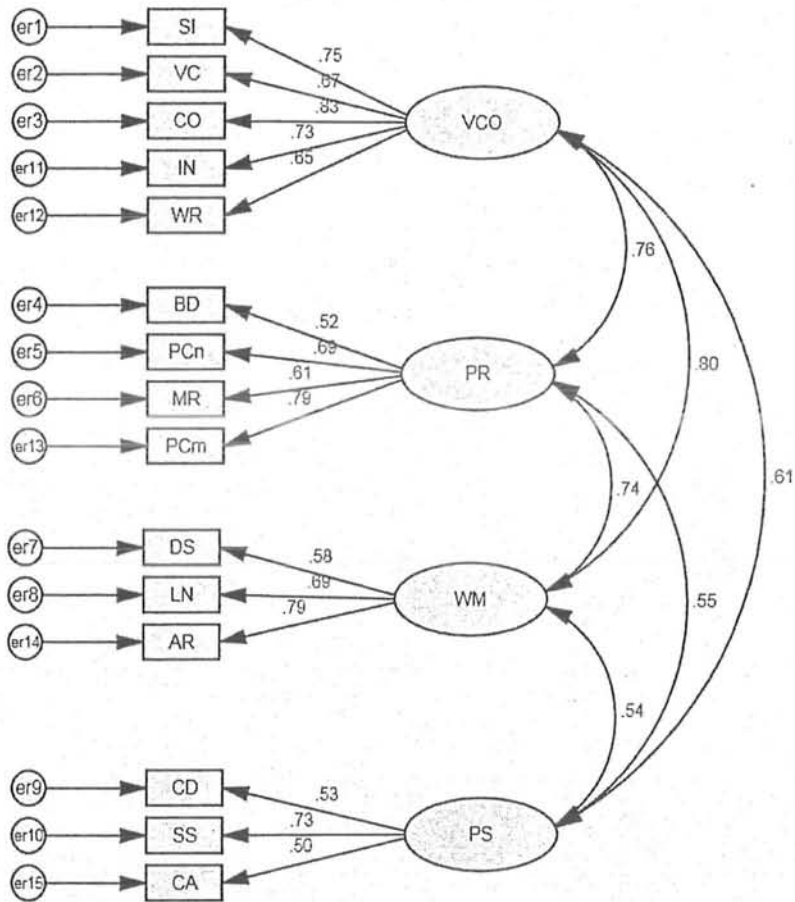 er1 SI
.75
er2 VC
.67
er3 CO
.83
VCO
er11 IN
.73
er12 WR
.65
.76
er4 BD
.52
er5 PCn
.69
PR
.80
er6 MR
.61
er13 PCm
.79
.61
.74
er7 DS
.58
er8 LN
.69
WM
.55
er14 AR
.79
.54
er9 CD
.53
er10 SS
.73
PS
er15 CA
.50